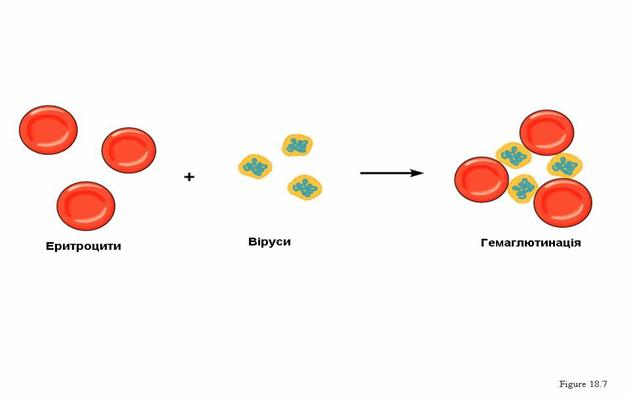 +
Еритроцити
Віруси
Гемаглютинація
Figure 18.7